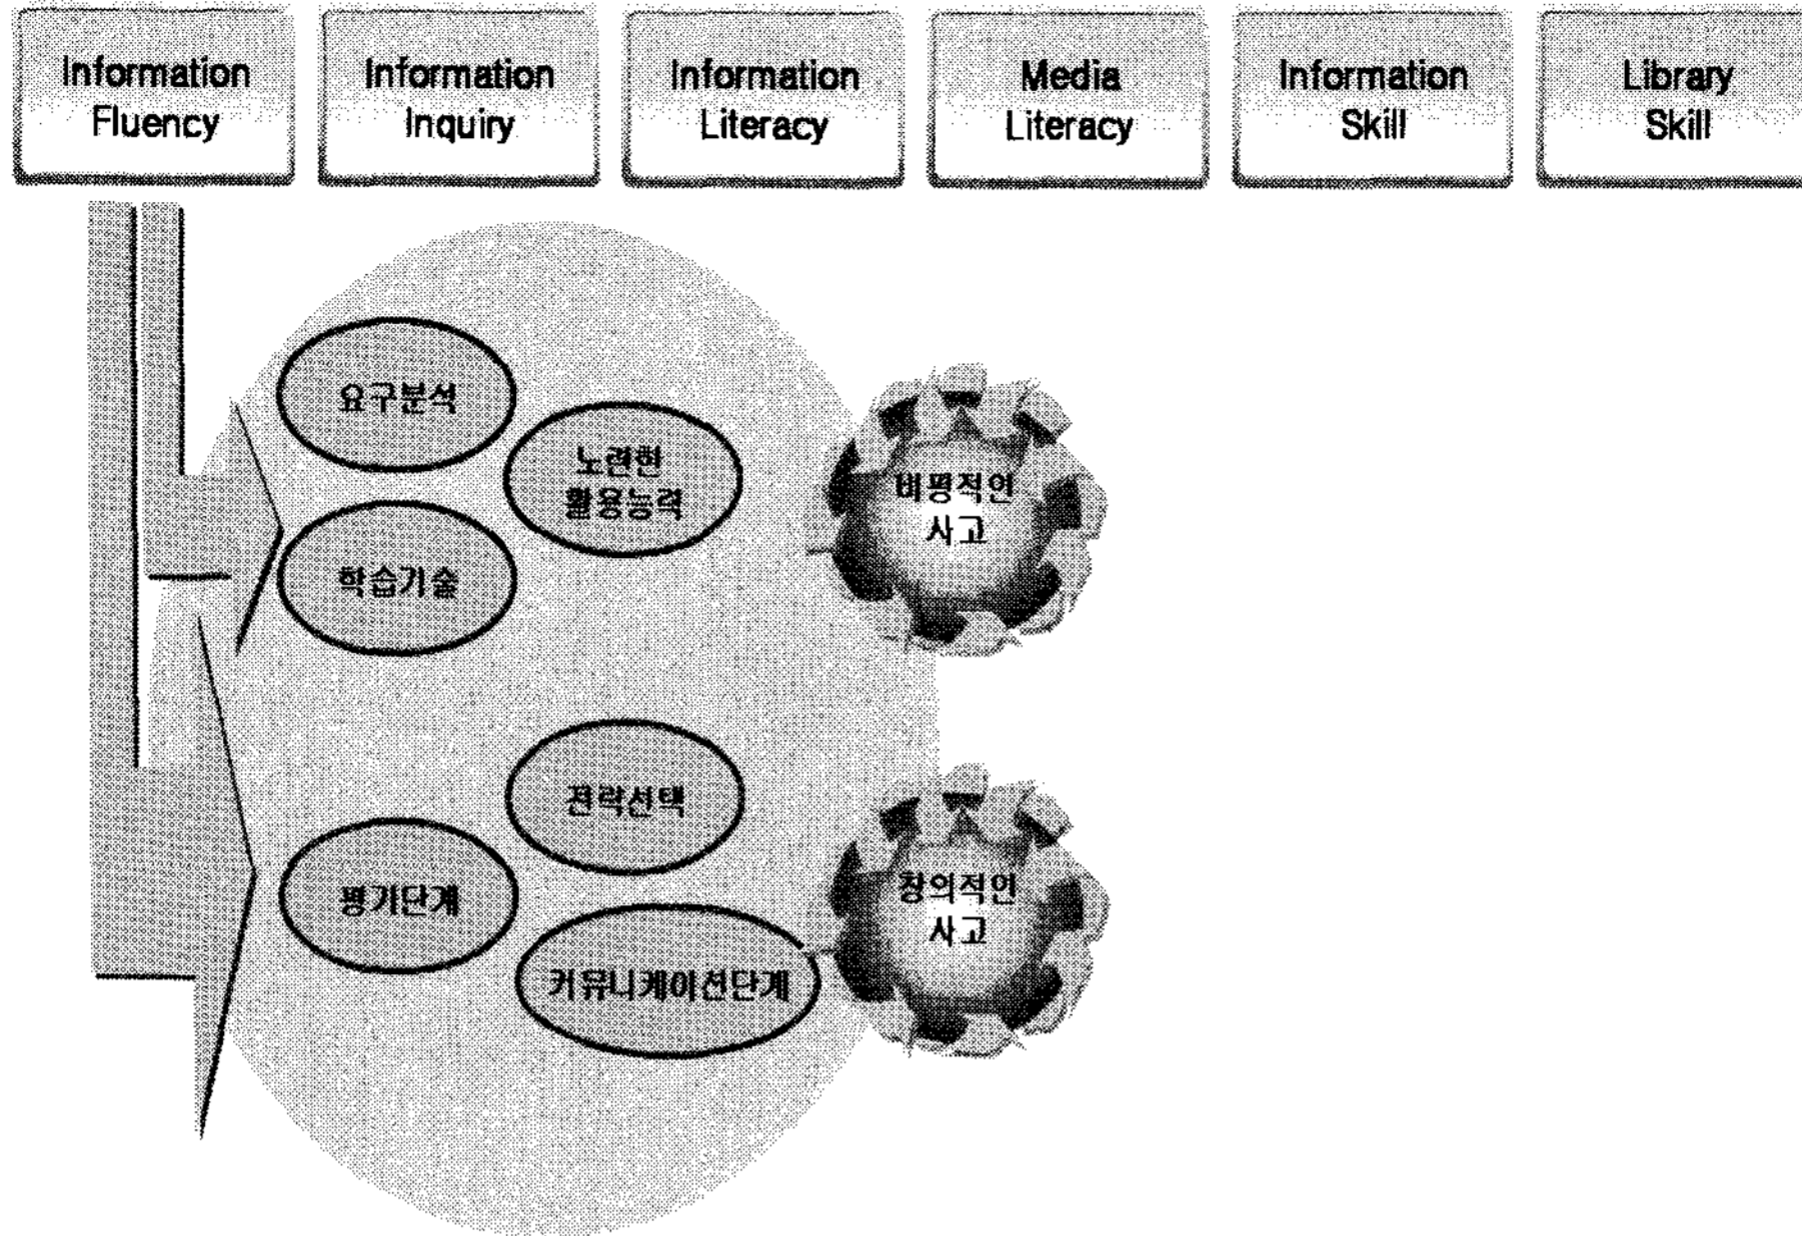 Information
Fluency
Information
Inquiry
Information
Literacy
Media
Literacy
Information
Skill
Library
Skill
요구분석
노련한
활용능력
학습기술
비평적인
사고
전략선택
평가단계
커뮤니케이션단계
창의적인
사고